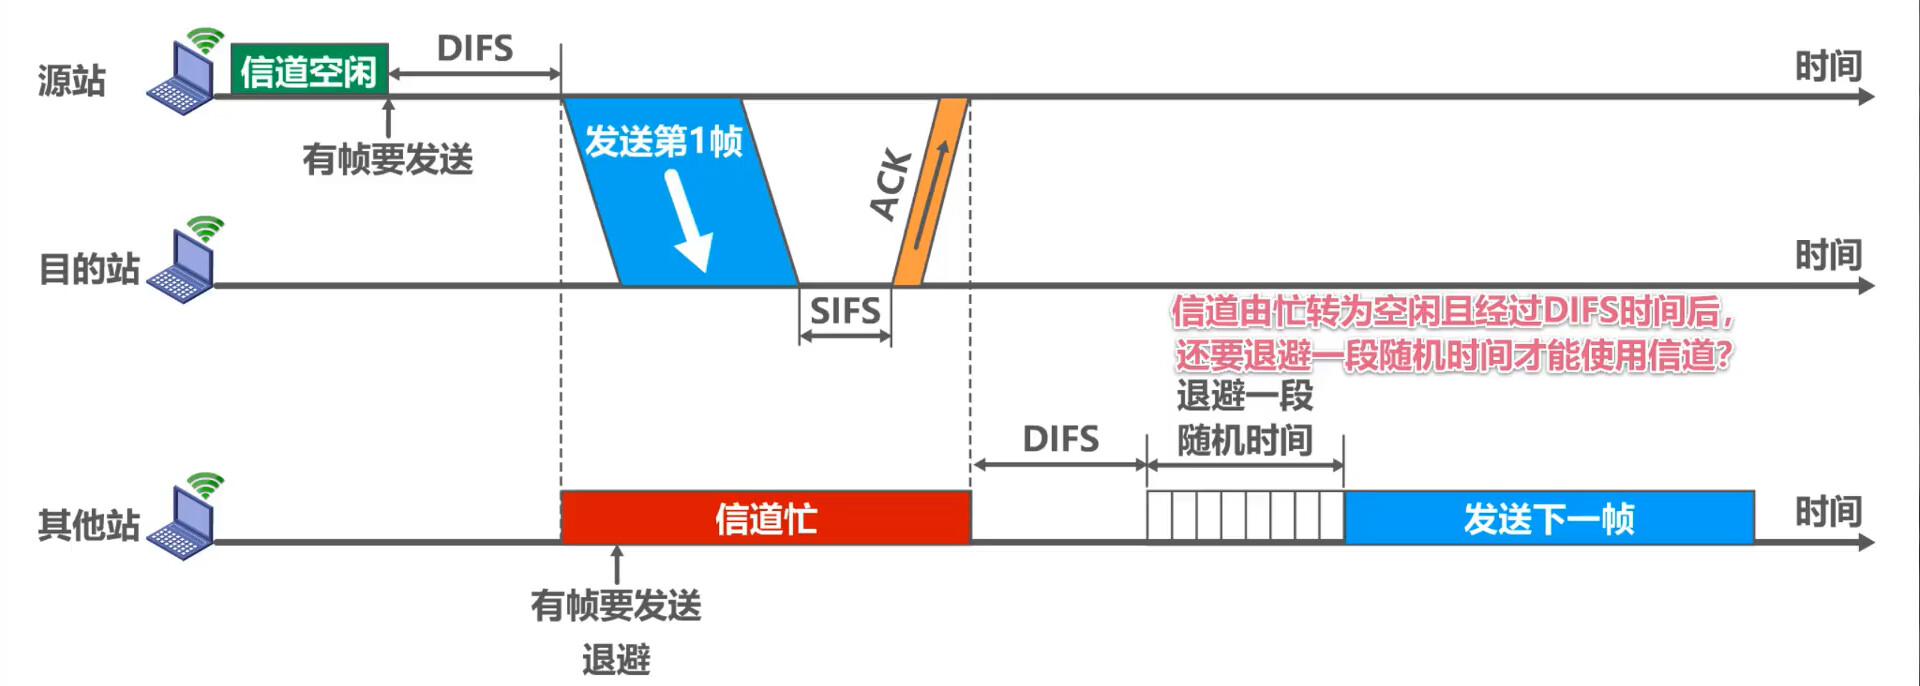 源站
信道空闲
DIFS
时间
有帧要发送
发送第1帧
ACK
目的站
时间
SIFS
信道由忙转为空闲且经过DIFS时间后，
还要退避一段随机时间才能使用信道？
退避一段
随机时间
DIFS
其他站
信道忙
发送下一帧
时间
有帧要发送
退避